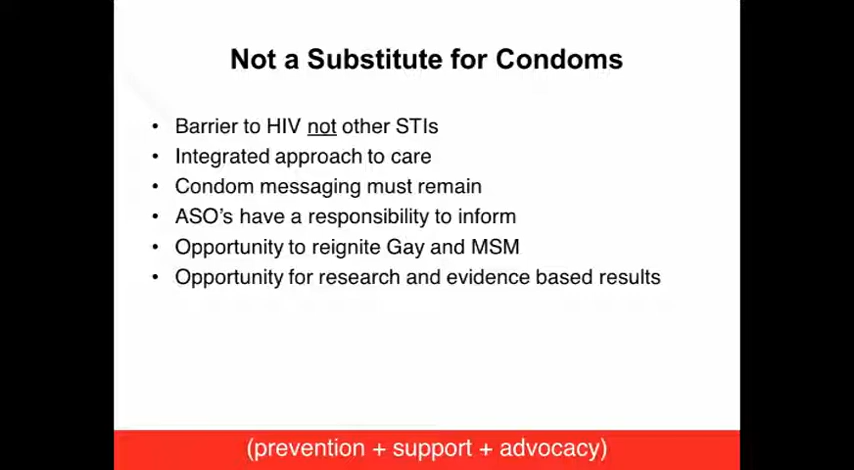 Not a Substitute for Condoms
• Barrier to HIV not other STIs
• Integrated approach to care
• Condom messaging must remain
• ASO's have a responsibility to inform
• Opportunity to reignite Gay and MSM
• Opportunity for research and evidence based results
(prevention + support + advocacy)